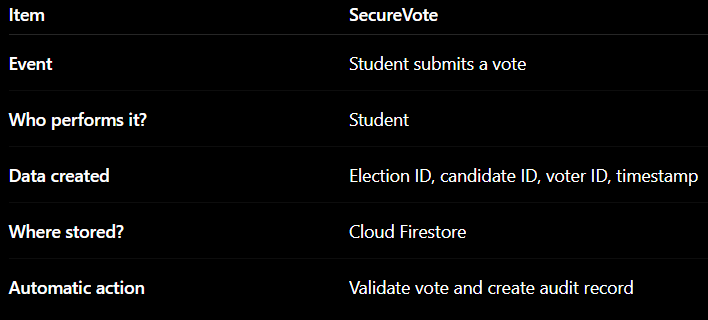 Item SecureVote
Event Student submits a vote
Who performs it? Student
Data created Election ID, candidate ID, voter ID, timestamp
Where stored? Cloud Firestore
Automatic action Validate vote and create audit record